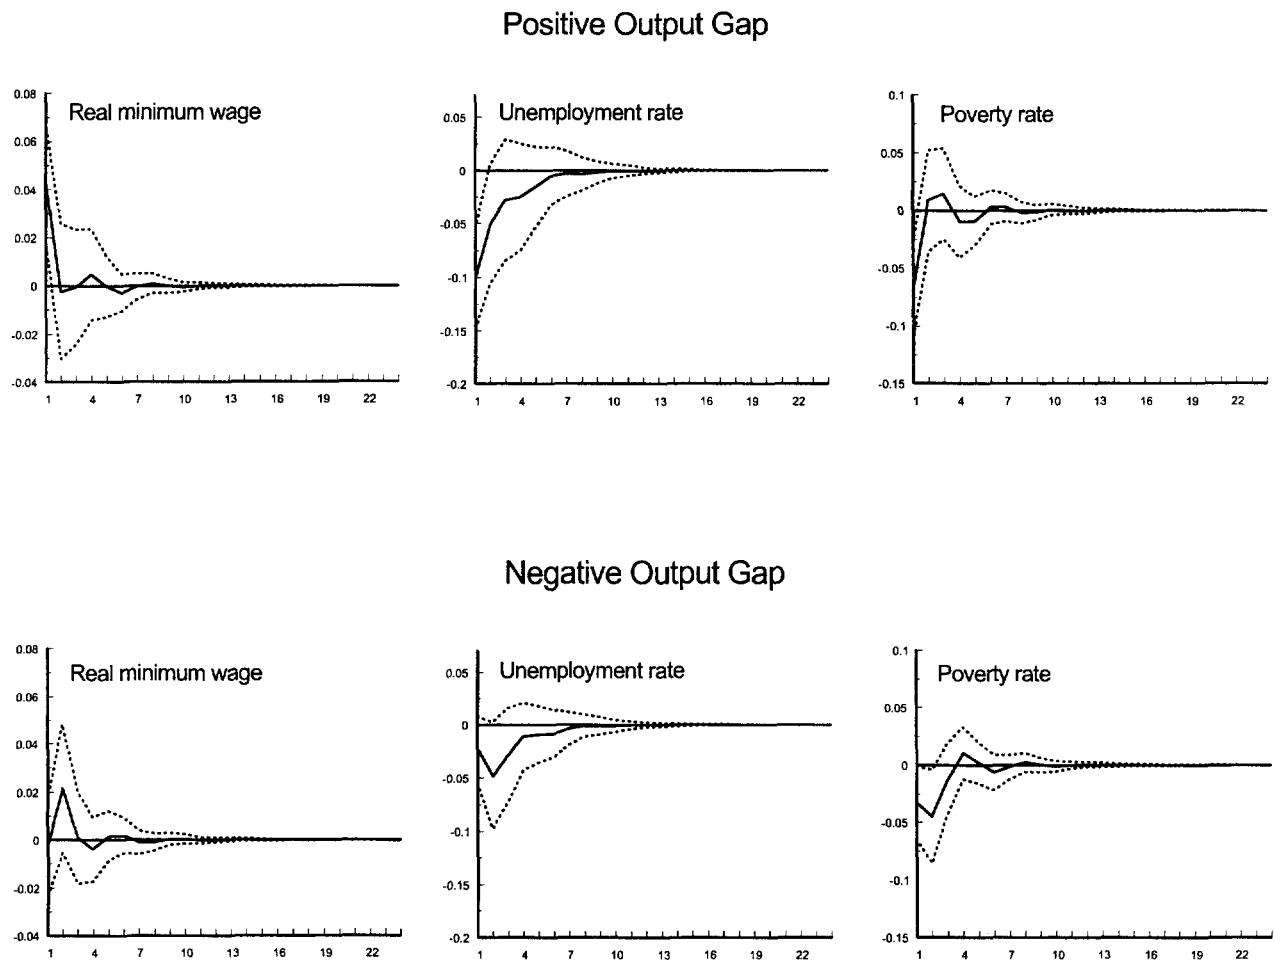 Positive Output Gap
Real minimum wage
0.08
0.06
0.04
0.02
0
-0.02
-0.04
1 4 7 10 13 16 19 22
Unemployment rate
0.05
0
-0.05
-0.1
-0.15
-0.2
1 4 7 10 13 16 19 22
Poverty rate
0.1
0.05
0
-0.05
-0.1
-0.15
1 4 7 10 13 16 19 22
Negative Output Gap
Real minimum wage
0.08
0.06
0.04
0.02
0
-0.02
-0.04
1 4 7 10 13 16 19 22
Unemployment rate
0.05
0
-0.05
-0.1
-0.15
-0.2
1 4 7 10 13 16 19 22
Poverty rate
0.1
0.05
0
-0.05
-0.1
-0.15
1 4 7 10 13 16 19 22